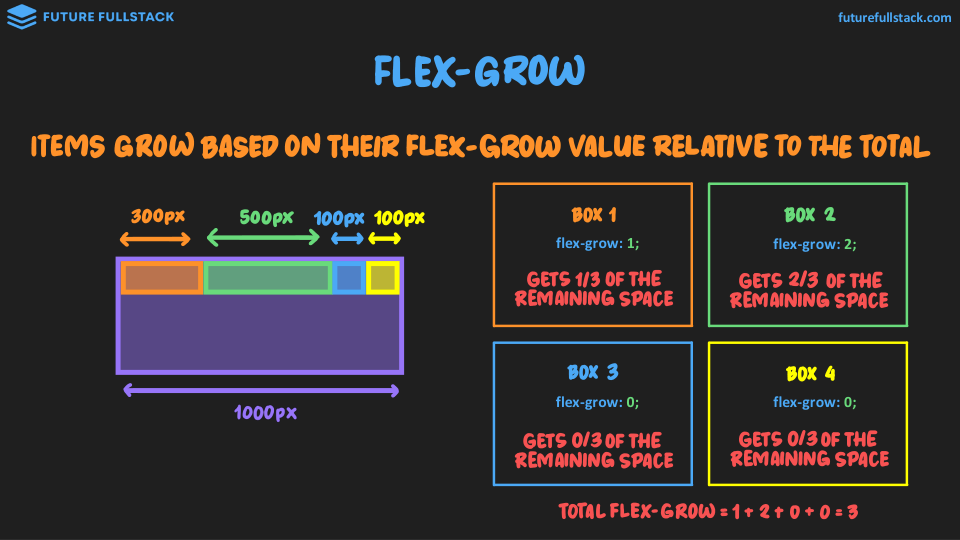 FUTURE FULLSTACK
futurefullstack.com
FLEX-GROW
ITEMS GROW BASED ON THEIR FLEX-GROW VALUE RELATIVE TO THE TOTAL
300px
500px
100px
100px
1000px
BOX 1
flex-grow: 1;
GETS 1/3 OF THE
REMAINING SPACE
BOX 2
flex-grow: 2;
GETS 2/3 OF THE
REMAINING SPACE
BOX 3
flex-grow: 0;
GETS 0/3 OF THE
REMAINING SPACE
BOX 4
flex-grow: 0;
GETS 0/3 OF THE
REMAINING SPACE
TOTAL FLEX-GROW = 1 + 2 + 0 + 0 = 3